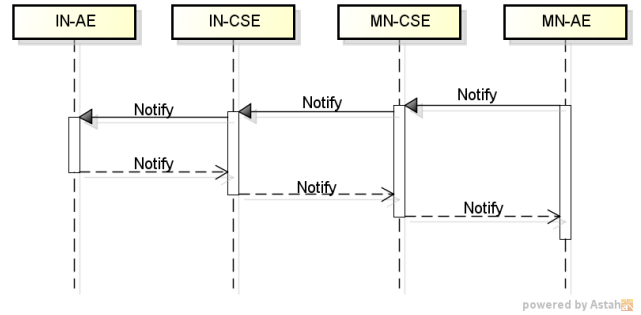 IN-AE
IN-CSE
MN-CSE
MN-AE
Notify
Notify
Notify
Notify
Notify
Notify
powered by Astah